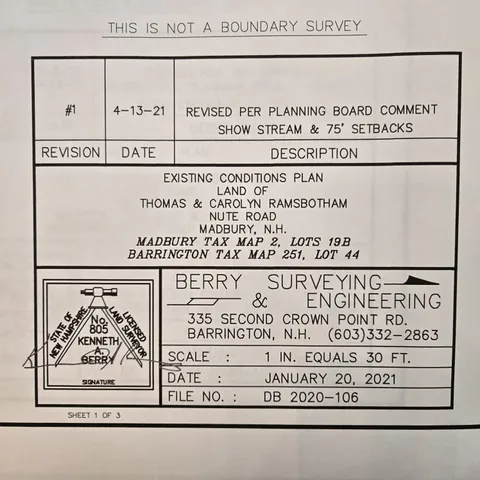 THIS IS NOT A BOUNDARY SURVEY
#1 4-13-21 REVISED PER PLANNING BOARD COMMENT
SHOW STREAM & 75' SETBACKS
REVISION DATE DESCRIPTION
EXISTING CONDITIONS PLAN
LAND OF
THOMAS & CAROLYN RAMSBOTHAM
NUTE ROAD
MADBURY, N.H.
MADBURY TAX MAP 2, LOTS 19B
BARRINGTON TAX MAP 251, LOT 44
STATE OF
NEW HAMPSHIRE
LICENSED
LAND SURVEYOR
No.
805
KENNETH
A.
BERRY
SIGNATURE
BERRY SURVEYING
& ENGINEERING
335 SECOND CROWN POINT RD.
BARRINGTON, N.H. (603)332-2863
SCALE : 1 IN. EQUALS 30 FT.
DATE : JANUARY 20, 2021
FILE NO. : DB 2020-106
SHEET 1 OF 3